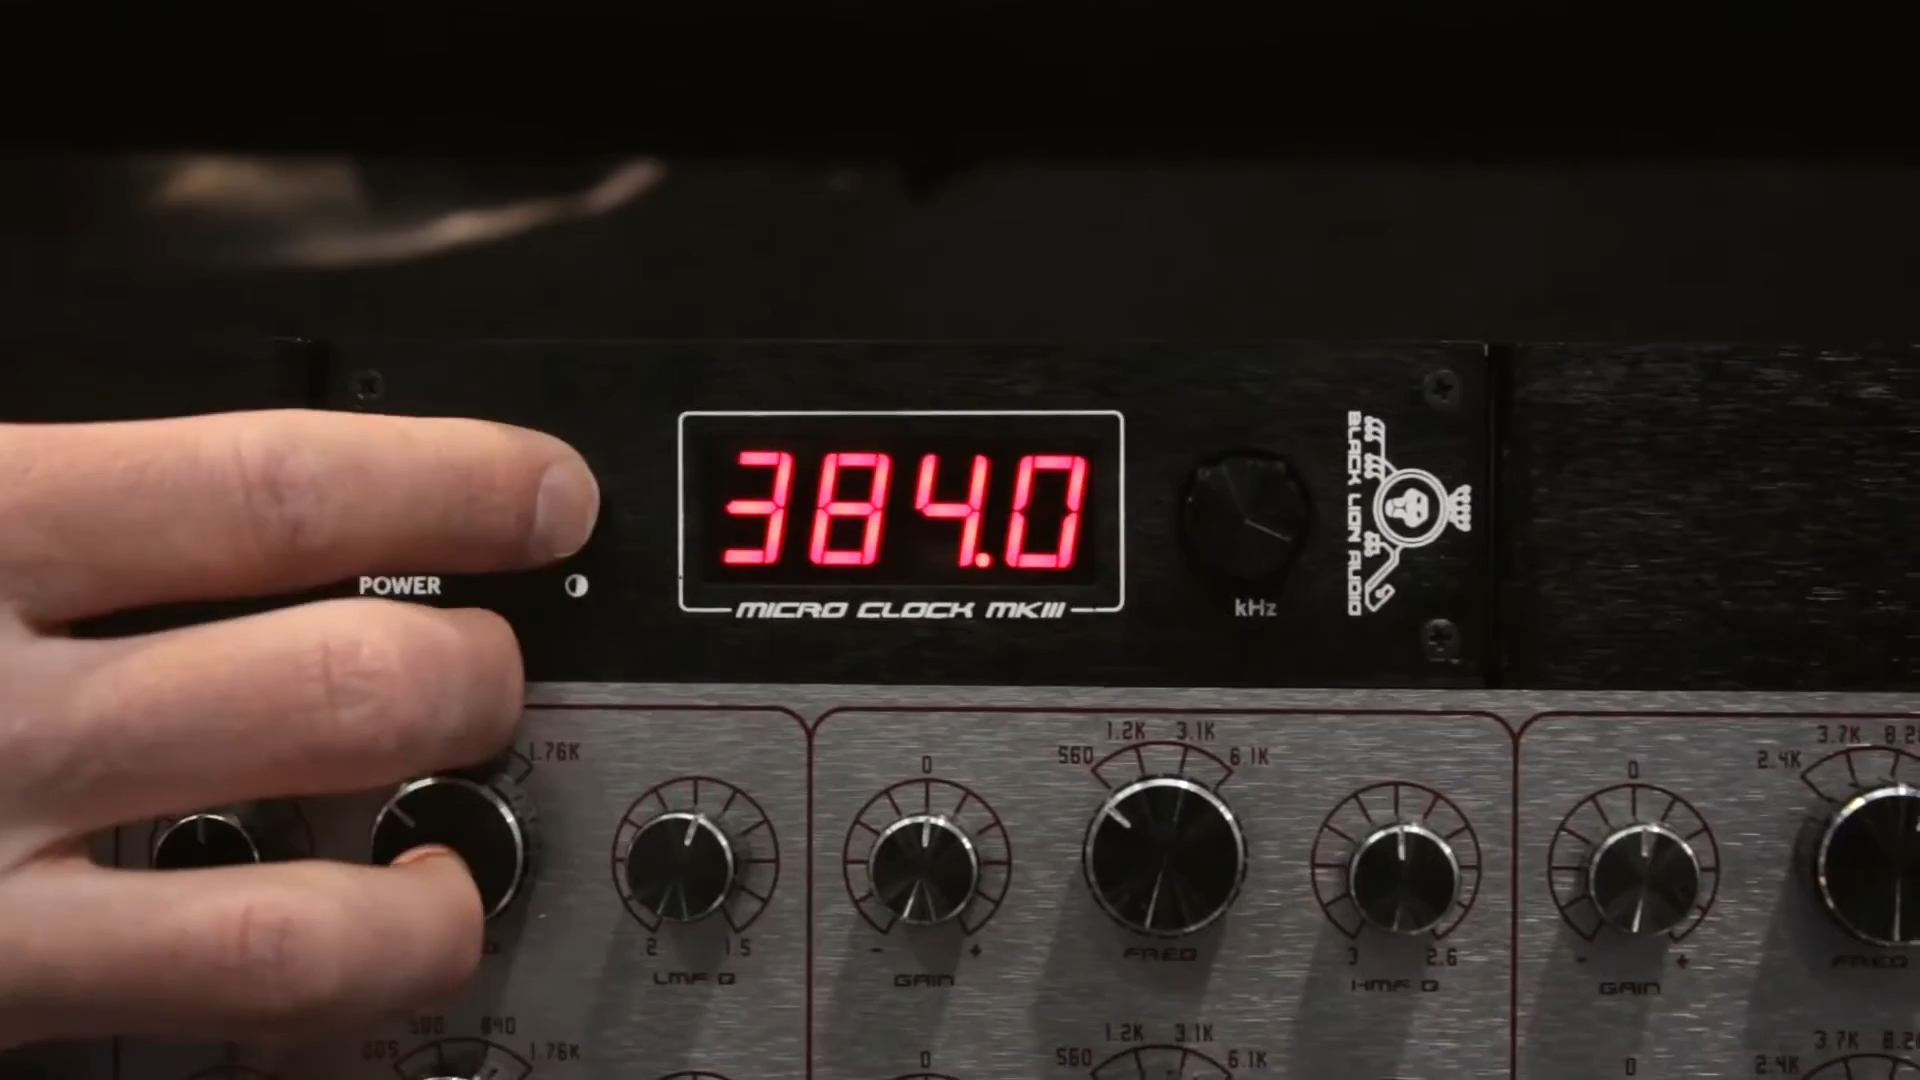 384.0
MICRO CLOCK MKIII
POWER
kHz
BLACK LION AUDIO
1.76K
.2
1.5
LMF Q
0
-
+
GAIN
560
1.2K
3.1K
6.1K
FREQ
.3
2.6
HMF Q
0
-
+
GAIN
2.4K
3.7K
FREQ
205
500
840
1.76K
0
560
1.2K
3.1K
6.1K
0
2.4K
3.7K